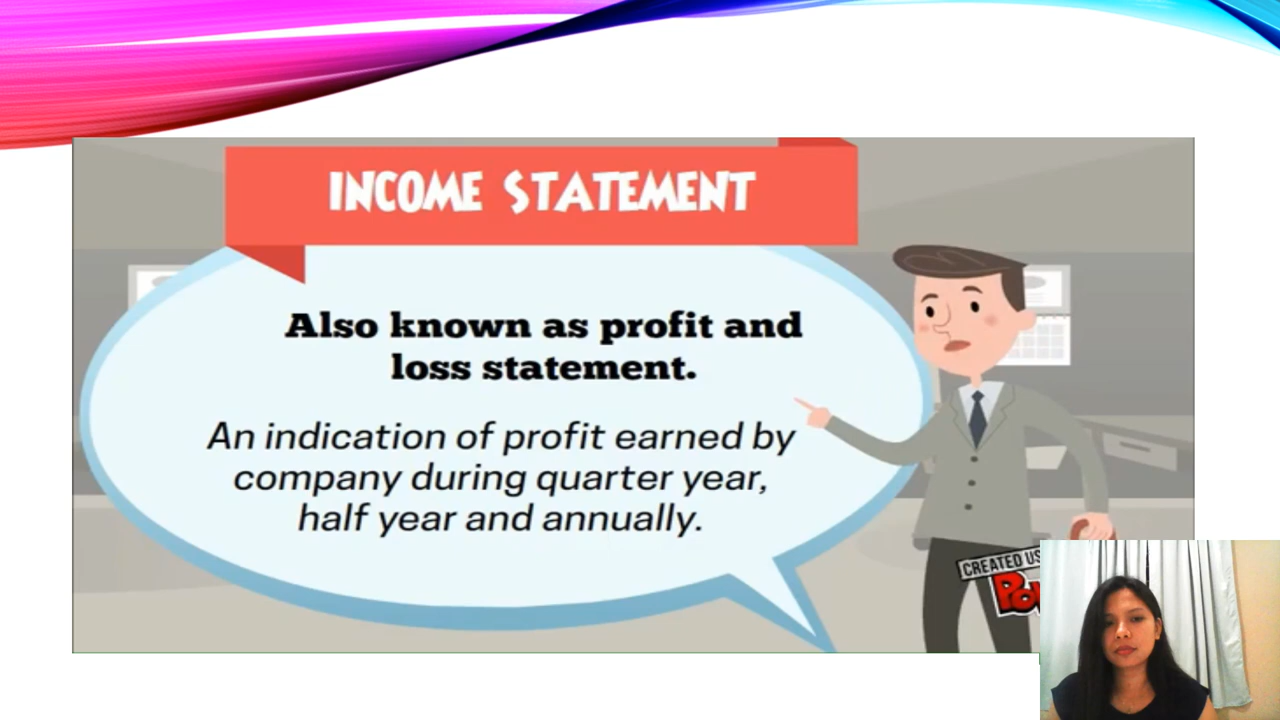 INCOME STATEMENT
Also known as profit and
loss statement.
An indication of profit earned by
company during quarter year,
half year and annually.
CREATED